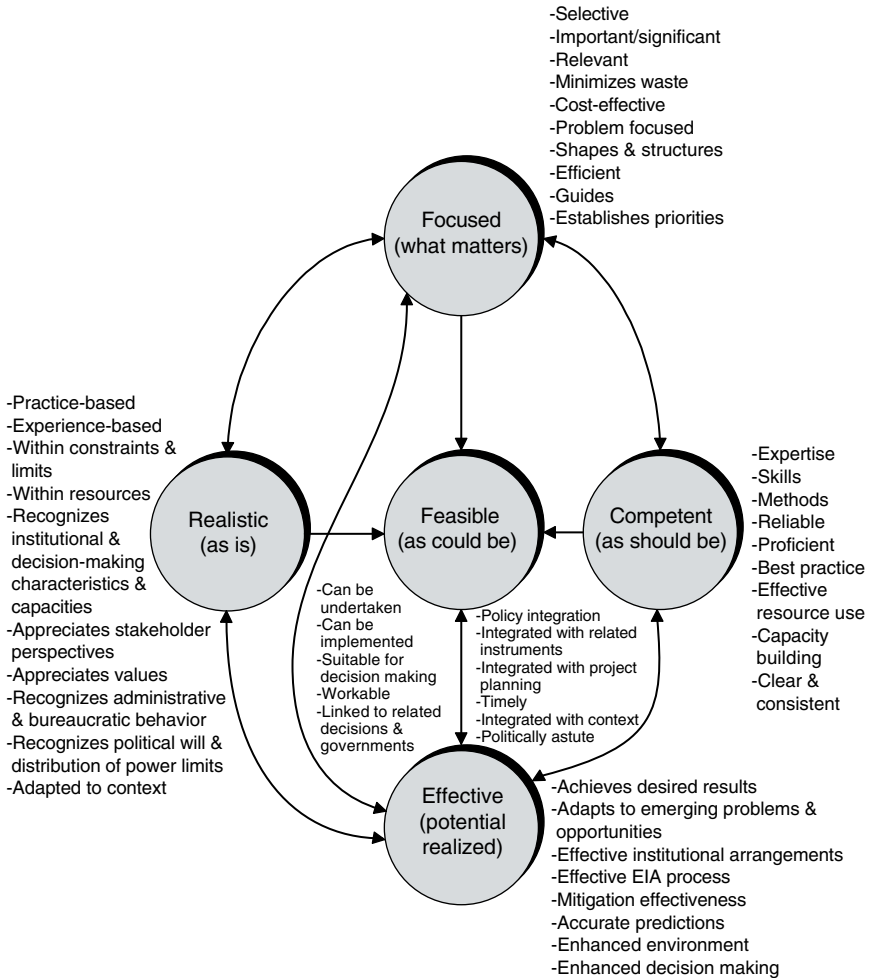 -Selective
-Important/significant
-Relevant
-Minimizes waste
-Cost-effective
-Problem focused
-Shapes & structures
-Efficient
-Guides
-Establishes priorities
Focused
(what matters)
-Practice-based
-Experience-based
-Within constraints &
limits
-Within resources
-Recognizes
institutional &
decision-making
characteristics &
capacities
-Appreciates stakeholder
perspectives
-Appreciates values
-Recognizes administrative
& bureaucratic behavior
-Recognizes political will &
distribution of power limits
-Adapted to context
Realistic
(as is)
Feasible
(as could be)
Competent
(as should be)
-Expertise
-Skills
-Methods
-Reliable
-Proficient
-Best practice
-Effective
resource use
-Capacity
building
-Clear &
consistent
-Can be
undertaken
-Can be
implemented
-Suitable for
decision making
-Workable
-Linked to related
decisions &
governments
-Policy integration
-Integrated with related
instruments
-Integrated with project
planning
-Timely
-Integrated with context
-Politically astute
Effective
(potential
realized)
-Achieves desired results
-Adapts to emerging problems &
opportunities
-Effective institutional arrangements
-Effective EIA process
-Mitigation effectiveness
-Accurate predictions
-Enhanced environment
-Enhanced decision making